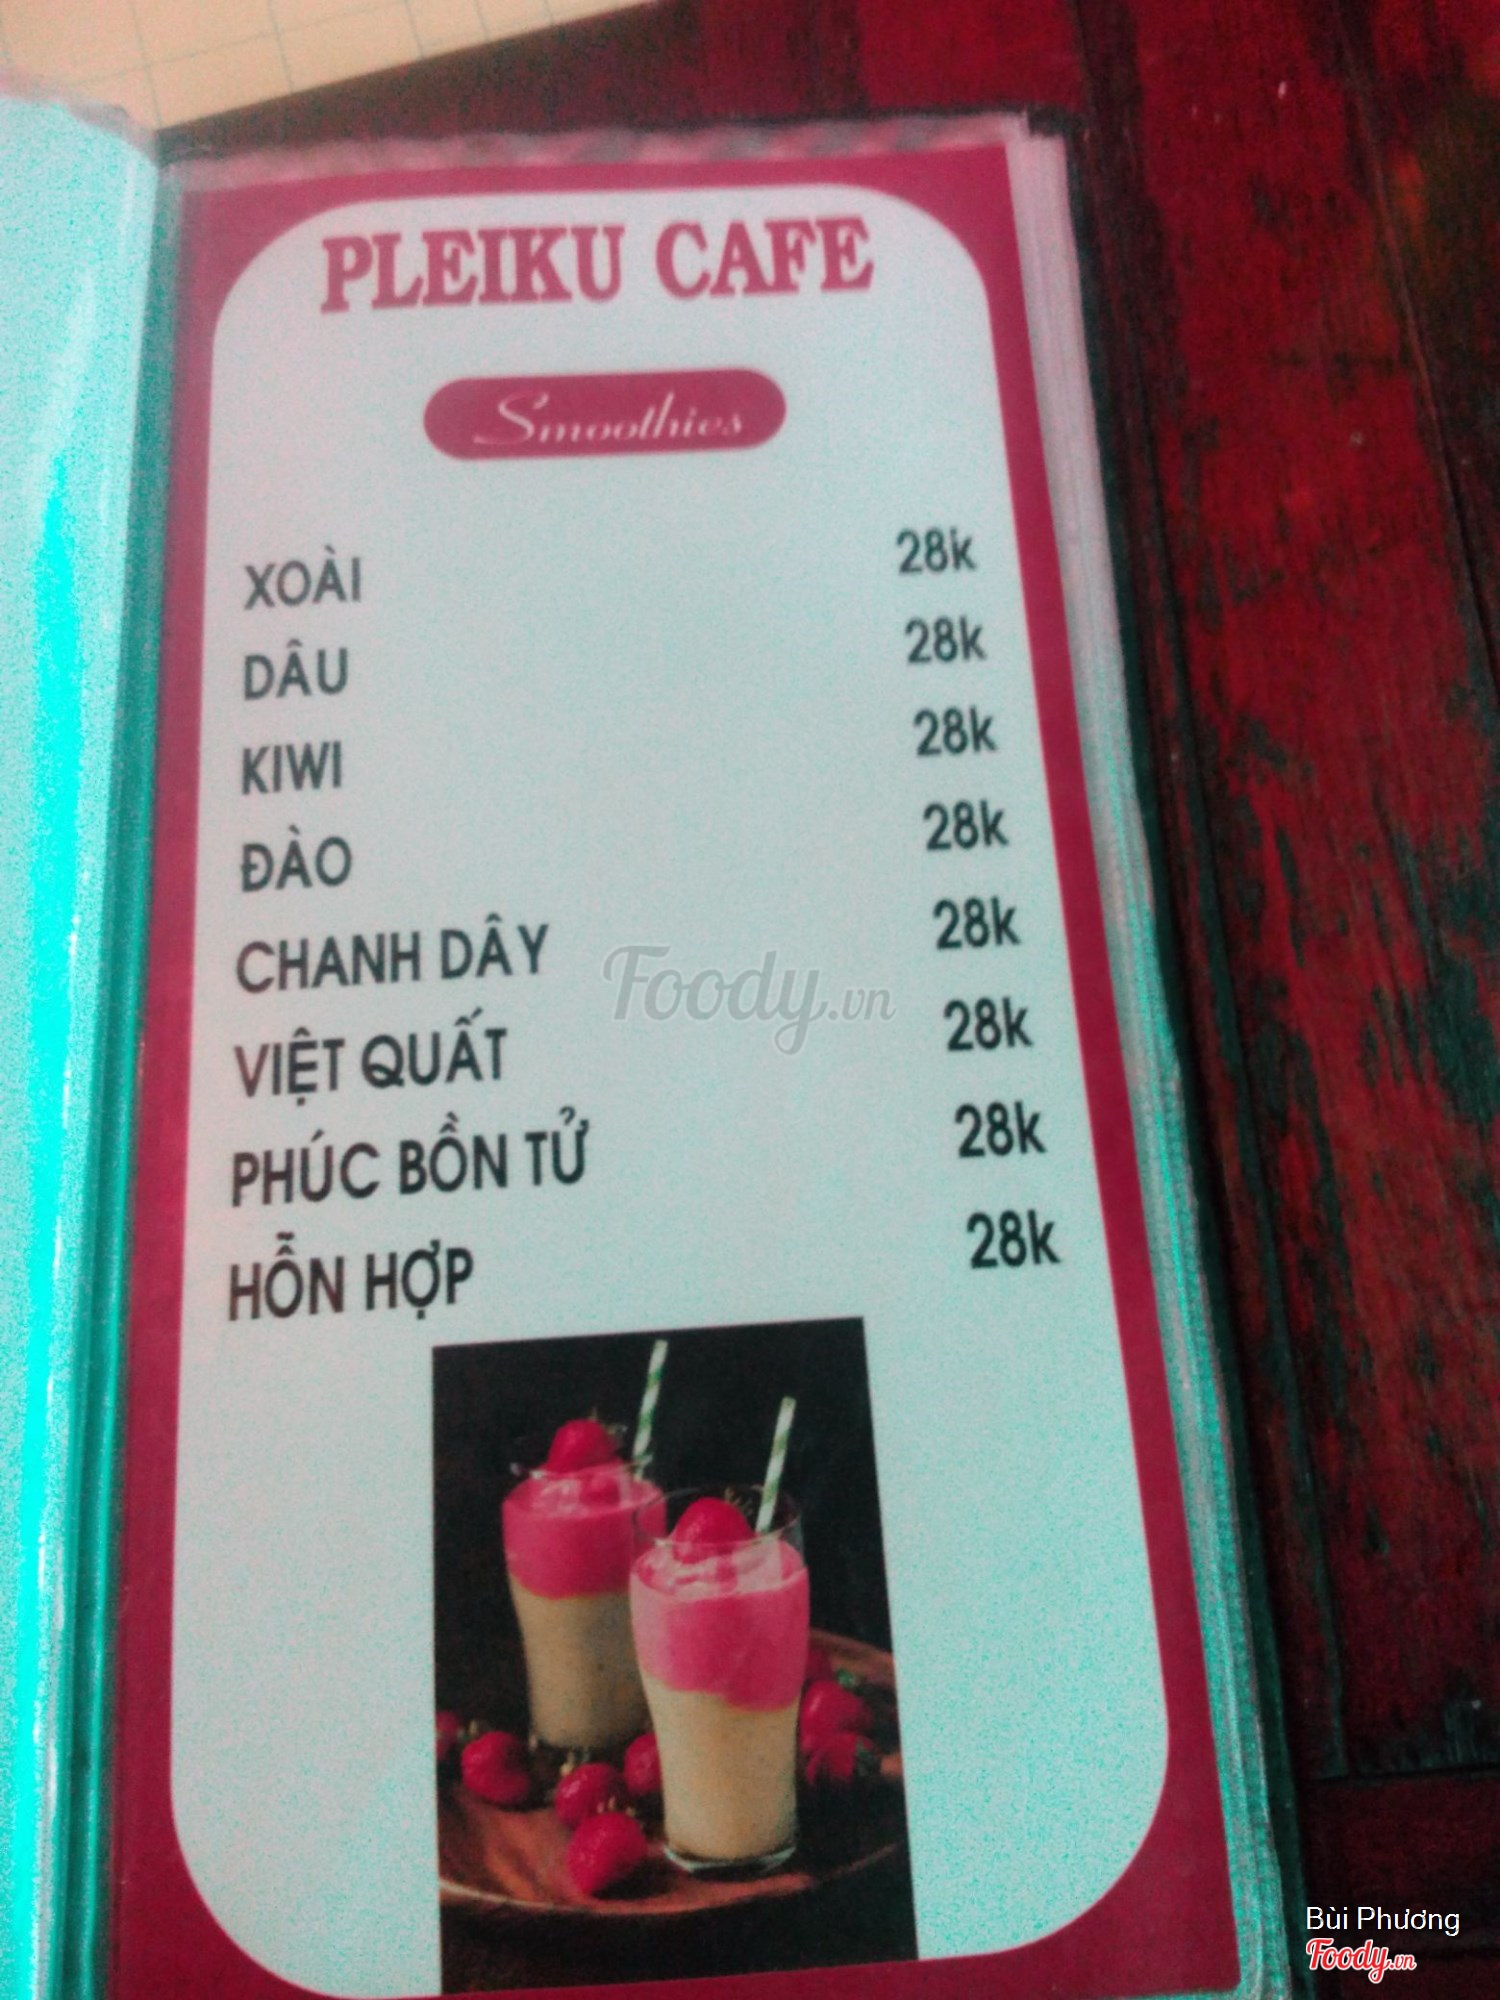 PLEIKU CAFE
Smoothies
XOÀI 28k
DÂU 28k
KIWI 28k
ĐÀO 28k
CHANH DÂY 28k
VIỆT QUẤT 28k
PHÚC BỒN TỬ 28k
HỖN HỢP 28k
Foody.vn
Bùi Phương
Foody.vn